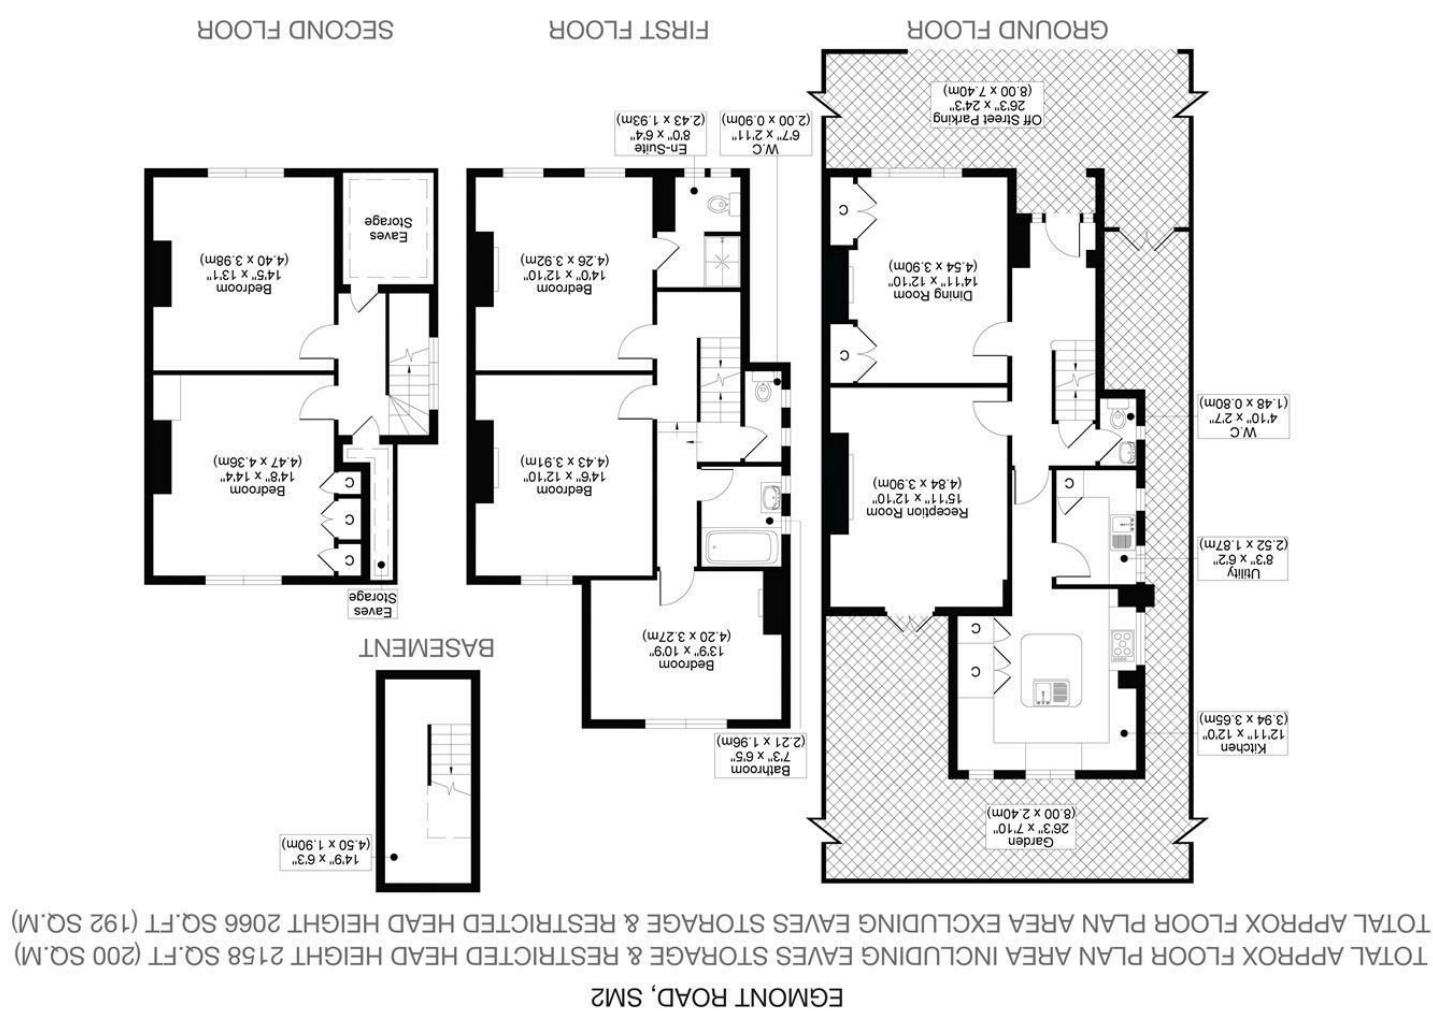 EGMONT ROAD, SM2
TOTAL APPROX FLOOR PLAN AREA INCLUDING EAVES STORAGE & RESTRICTED HEAD HEIGHT 2158 SQ.FT (200 SQ.M)
TOTAL APPROX FLOOR PLAN AREA EXCLUDING EAVES STORAGE & RESTRICTED HEAD HEIGHT 2066 SQ.FT (192 SQ.M)
Garden
26'3" x 7'10"
(8.00 x 2.40m)
Kitchen
12'11" x 12'0"
(3.94 x 3.65m)
C
C
Utility
8'3" x 6'2"
(2.52 x 1.87m)
C
Reception Room
15'11" x 12'10"
(4.84 x 3.90m)
W.C
4'10" x 2'7"
(1.48 x 0.80m)
C
Dining Room
14'11" x 12'10"
(4.54 x 3.90m)
C
Off Street Parking
26'3" x 24'3"
(8.00 x 7.40m)
GROUND FLOOR
Bathroom
7'3" x 6'5"
(2.21 x 1.96m)
Bedroom
13'9" x 10'9"
(4.20 x 3.27m)
Bedroom
14'6" x 12'10"
(4.43 x 3.91m)
Bedroom
14'0" x 12'10"
(4.26 x 3.92m)
W.C
6'7" x 2'11"
(2.00 x 0.90m)
En-Suite
8'0" x 6'4"
(2.43 x 1.93m)
FIRST FLOOR
14'9" x 6'3"
(4.50 x 1.90m)
BASEMENT
Eaves
Storage
C
C
C
Bedroom
14'8" x 14'4"
(4.47 x 4.36m)
Bedroom
14'5" x 13'1"
(4.40 x 3.98m)
Eaves
Storage
SECOND FLOOR